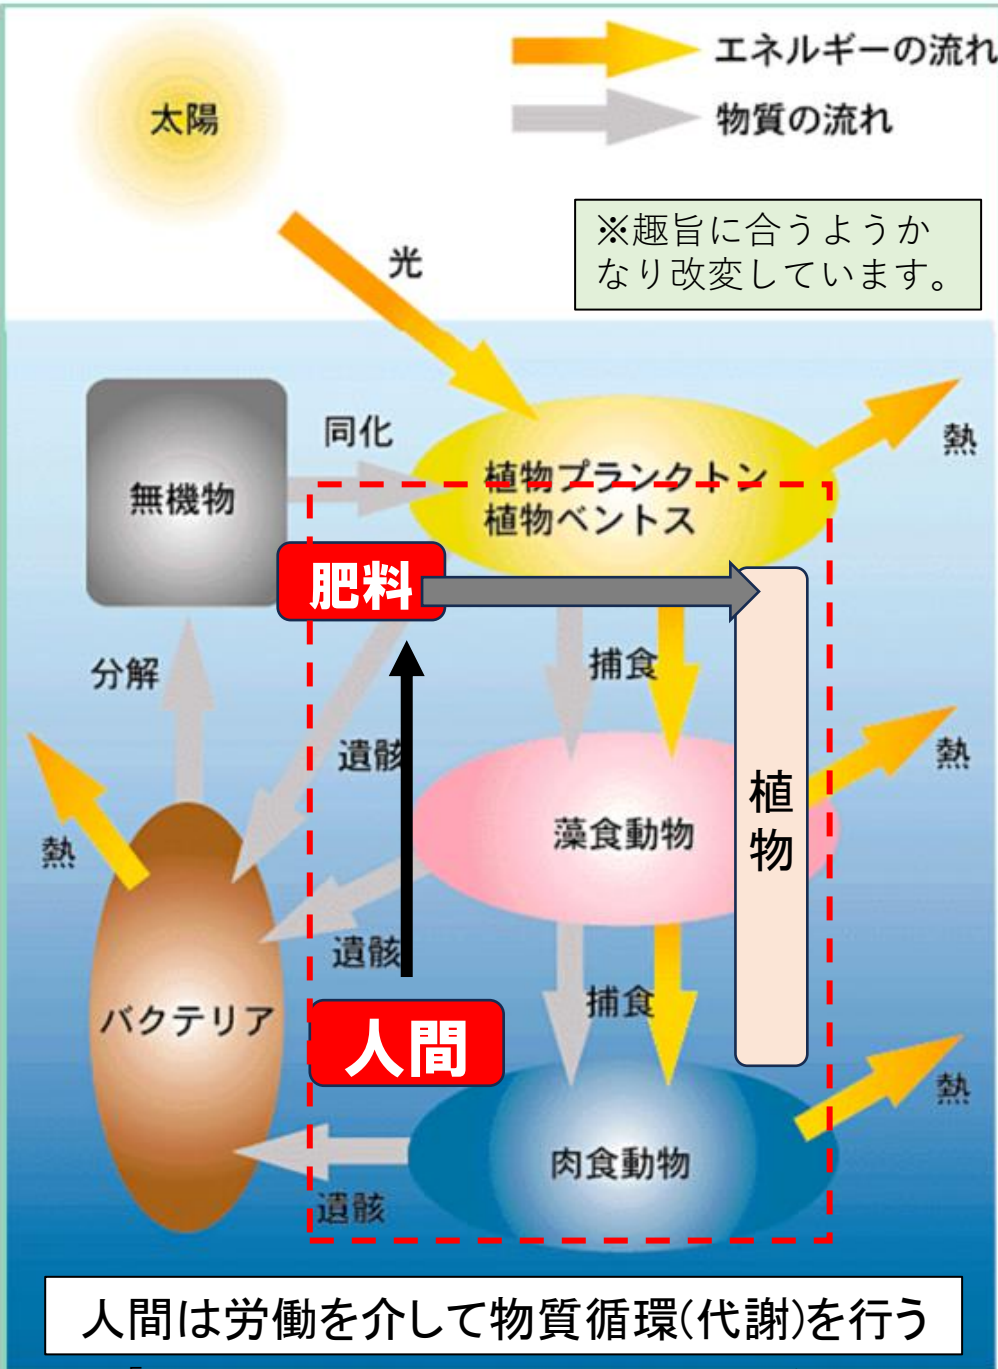 エネルギーの流れ
太陽
物質の流れ
※趣旨に合うようか
なり改変しています。
光
同化
熱
無機物
植物プランクトン
植物ベントス
肥料
分解
捕食
遺骸
熱
植物
藻食動物
熱
遺骸
捕食
バクテリア
人間
熱
肉食動物
遺骸
人間は労働を介して物質循環(代謝)を行う